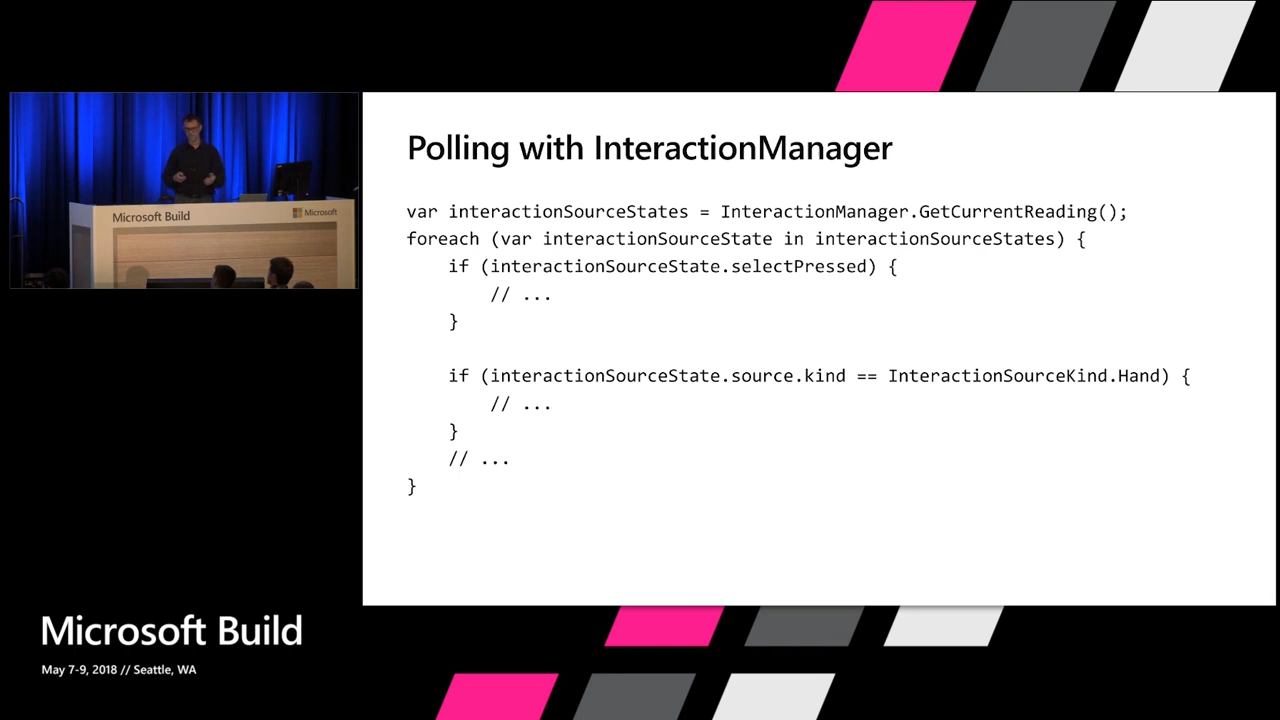 Polling with InteractionManager
var interactionSourceStates = InteractionManager.GetCurrentReading();
foreach (var interactionSourceState in interactionSourceStates) {
    if (interactionSourceState.selectPressed) {
        // ...
    }
    if (interactionSourceState.source.kind == InteractionSourceKind.Hand) {
        // ...
    }
    // ...
}
Microsoft Build
Microsoft
Microsoft Build
May 7-9, 2018 // Seattle, WA